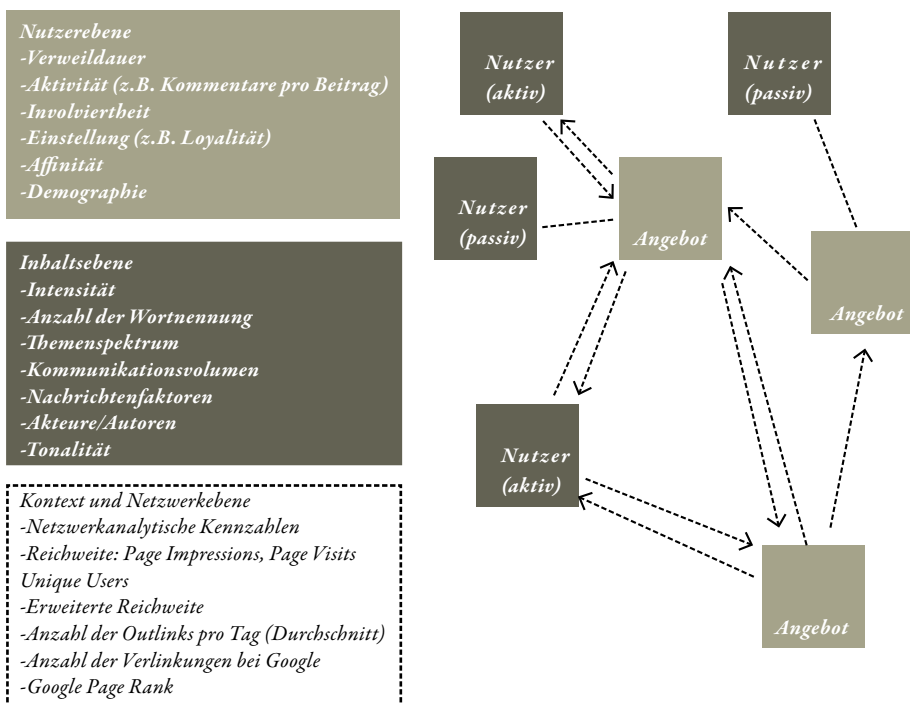 Nutzerebene
-Verweildauer
-Aktivität (z.B. Kommentare pro Beitrag)
-Involviertheit
-Einstellung (z.B. Loyalität)
-Affinität
-Demographie
Inhaltsebene
-Intensität
-Anzahl der Wortnennung
-Themenspektrum
-Kommunikationsvolumen
-Nachrichtenfaktoren
-Akteure/Autoren
-Tonalität
Kontext und Netzwerkebene
-Netzwerkanalytische Kennzahlen
-Reichweite: Page Impressions, Page Visits
Unique Users
-Erweiterte Reichweite
-Anzahl der Outlinks pro Tag (Durchschnitt)
-Anzahl der Verlinkungen bei Google
-Google Page Rank
Nutzer
(aktiv)
Nutzer
(passiv)
Nutzer
(passiv)
Angebot
Angebot
Nutzer
(aktiv)
Angebot